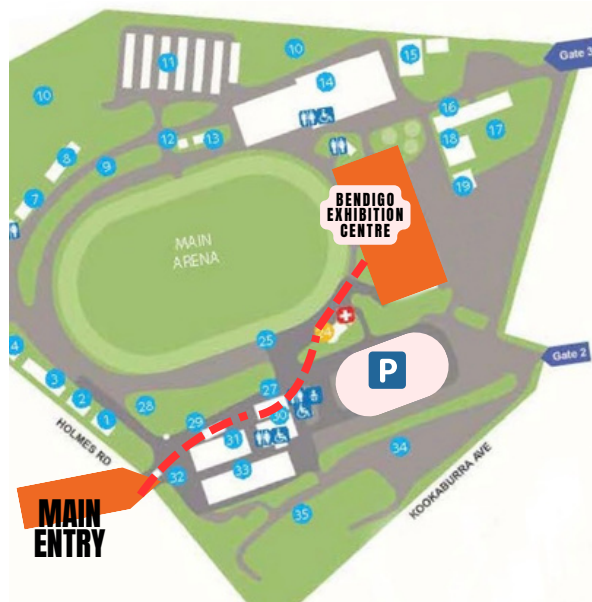 10
Gate 3
15
11
14
10
16
12
13
18
17
8
9
19
7
BENDIGO
EXHIBITION
CENTRE
MAIN
ARENA
4
25
Gate 2
P
3
2
1
27
28
29
30
HOLMES RD
31
34
32
33
KOOKABURRA AVE
MAIN
ENTRY
35